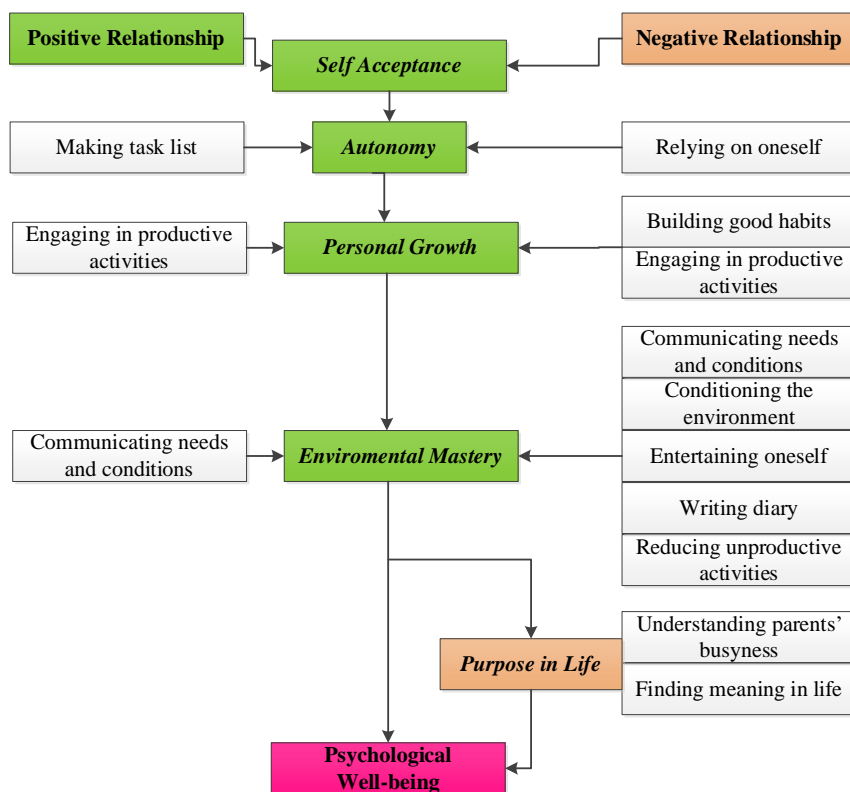 Positive Relationship
Negative Relationship
Self Acceptance
Making task list
Autonomy
Relying on oneself
Engaging in productive
activities
Personal Growth
Building good habits
Engaging in productive
activities
Communicating needs
and conditions
Conditioning the
environment
Communicating needs
and conditions
Enviromental Mastery
Entertaining oneself
Writing diary
Reducing unproductive
activities
Purpose in Life
Understanding parents’
busyness
Finding meaning in life
Psychological
Well-being